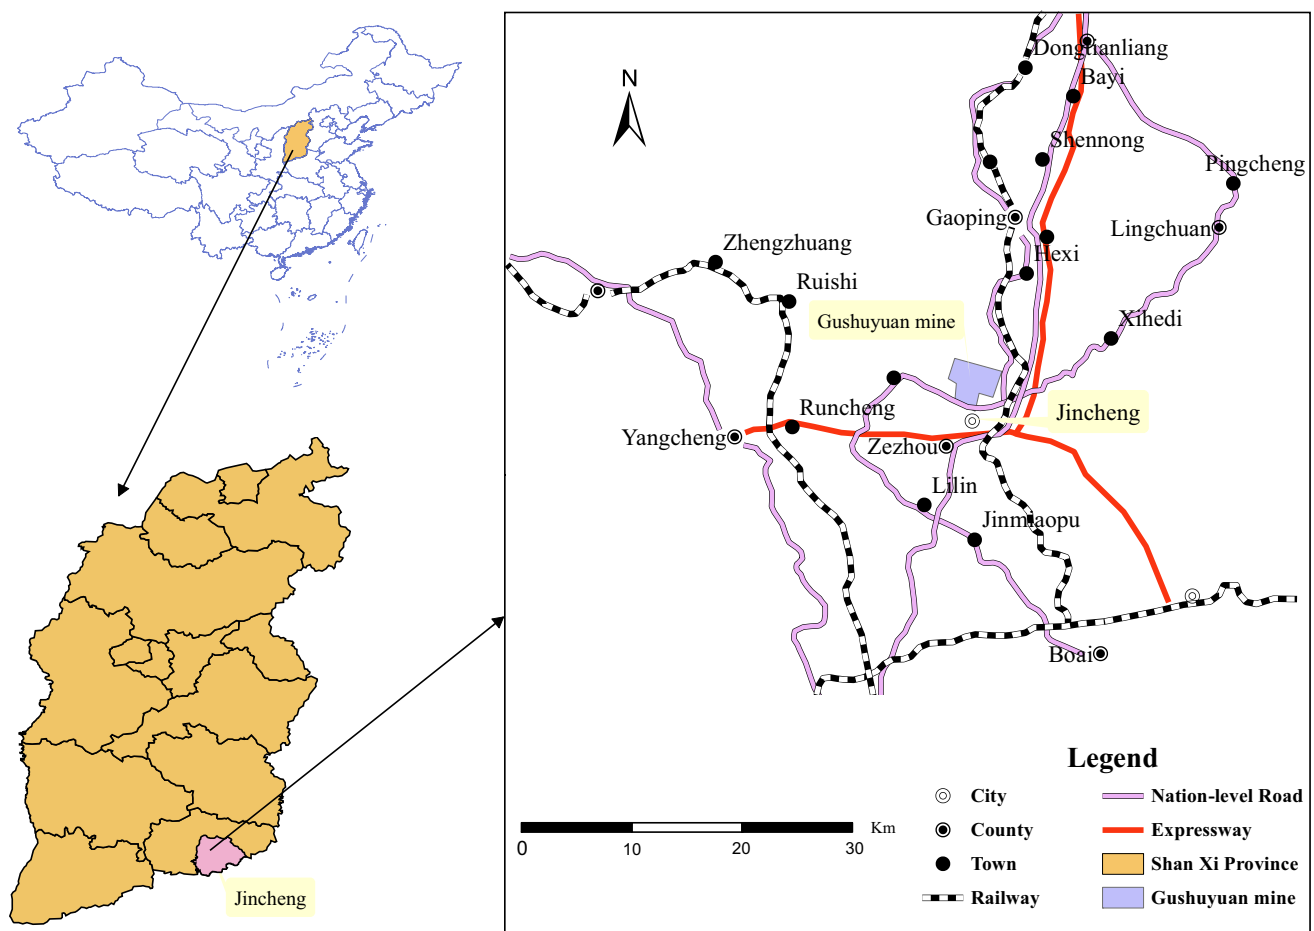 N
Dongtianliang
Bayi
Shennong
Pingcheng
Gaoping
Lingchuan
Zhengzhuang
Hexi
Ruishi
Gushuyuan mine
Xihedi
Runcheng
Jincheng
Yangcheng
Zezhou
Lilin
Jinmiaopu
Boai
Legend
City
Nation-level Road
County
Expressway
Town
Shan Xi Province
Railway
Gushuyuan mine
Km
0 10 20 30
Jincheng